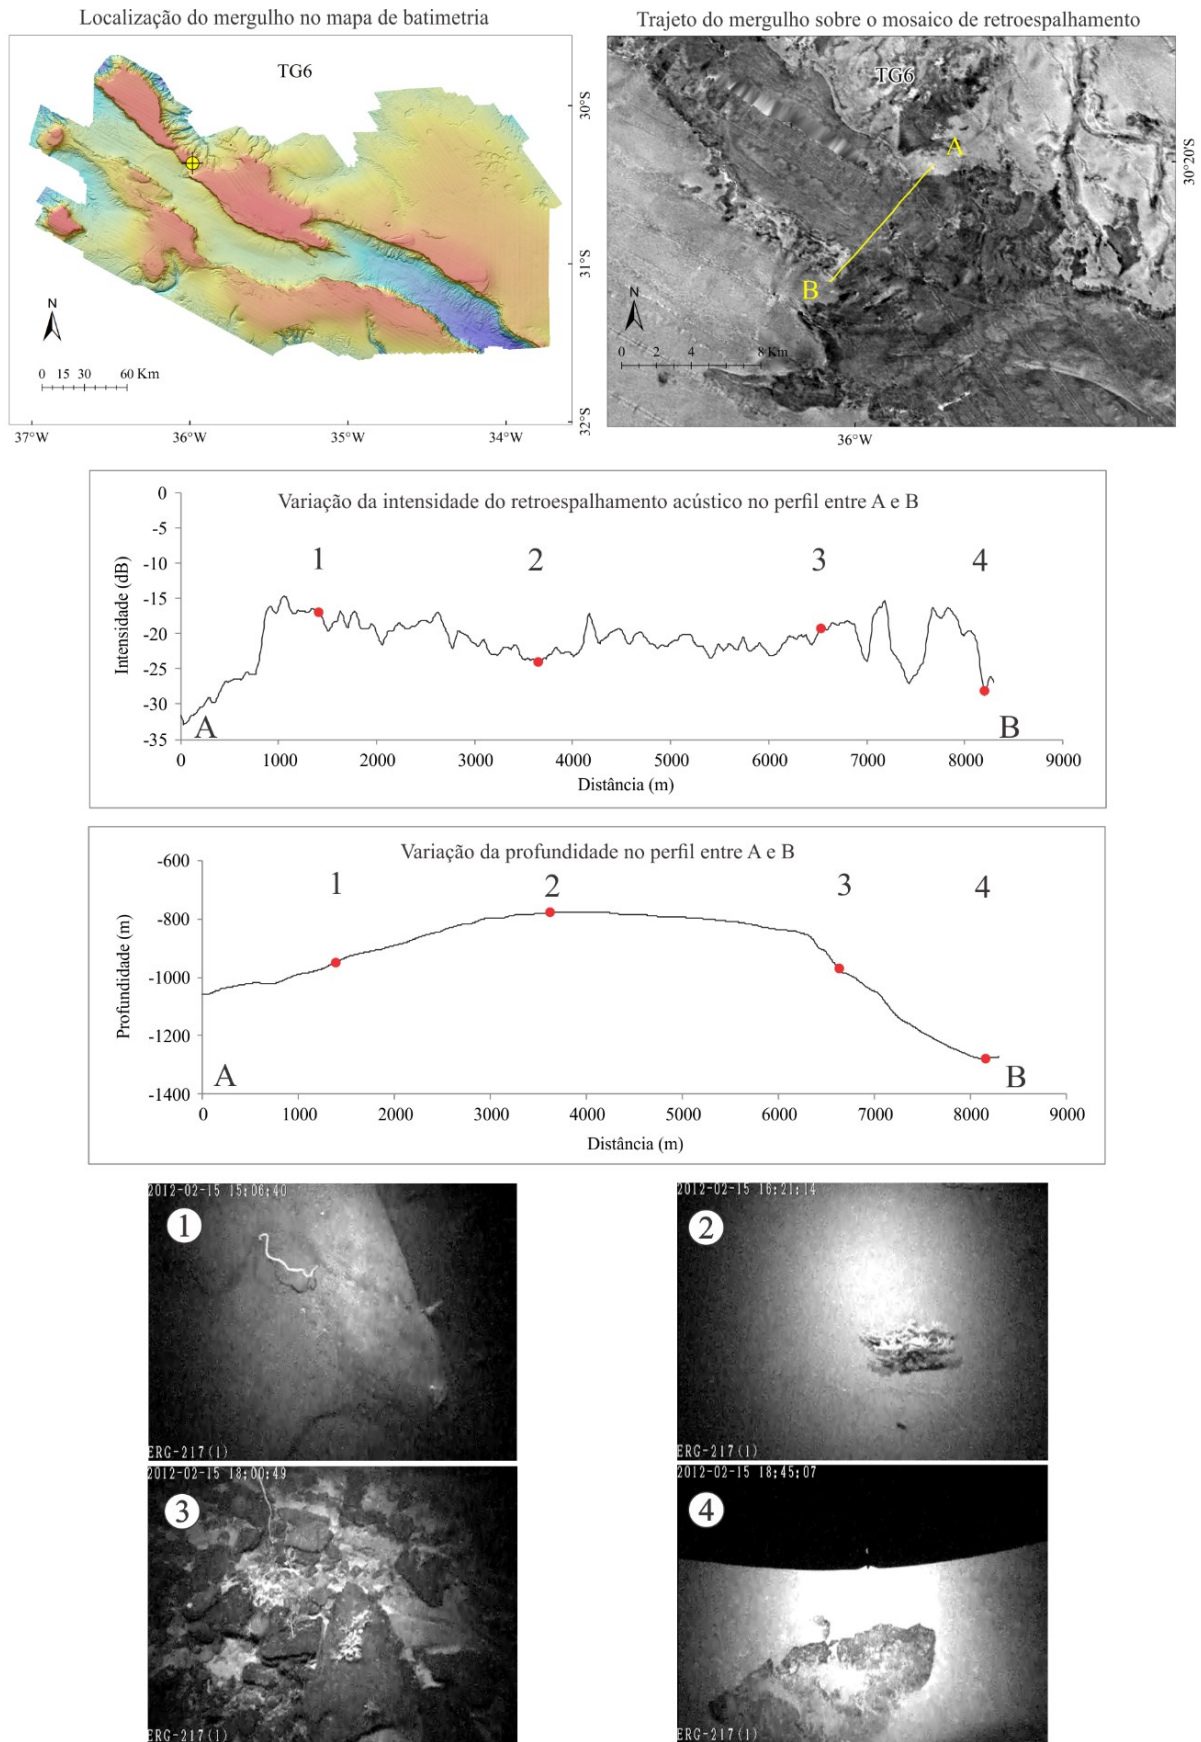 Localização do mergulho no mapa de batimetria
TG6
30°S
31°S
32°S
N
0 15 30 60 Km
37°W 36°W 35°W 34°W
Trajeto do mergulho sobre o mosaico de retroespalhamento
TG6
A
B
30°20'S
N
0 2 4 8 Km
36°W
Variação da intensidade do retroespalhamento acústico no perfil entre A e B
Intensidade (dB)
0
-5
-10
-15
-20
-25
-30
-35
1 2 3 4
A B
0 1000 2000 3000 4000 5000 6000 7000 8000 9000
Distância (m)
Variação da profundidade no perfil entre A e B
Profundidade (m)
-600
-800
-1000
-1200
-1400
1 2 3 4
A B
0 1000 2000 3000 4000 5000 6000 7000 8000 9000
Distância (m)
2012-02-15 15:06:40
1
ERG-217(1)
2012-02-15 16:21:14
2
ERG-217(1)
2012-02-15 18:00:49
3
ERG-217(1)
2012-02-15 18:45:07
4
ERG-217(1)